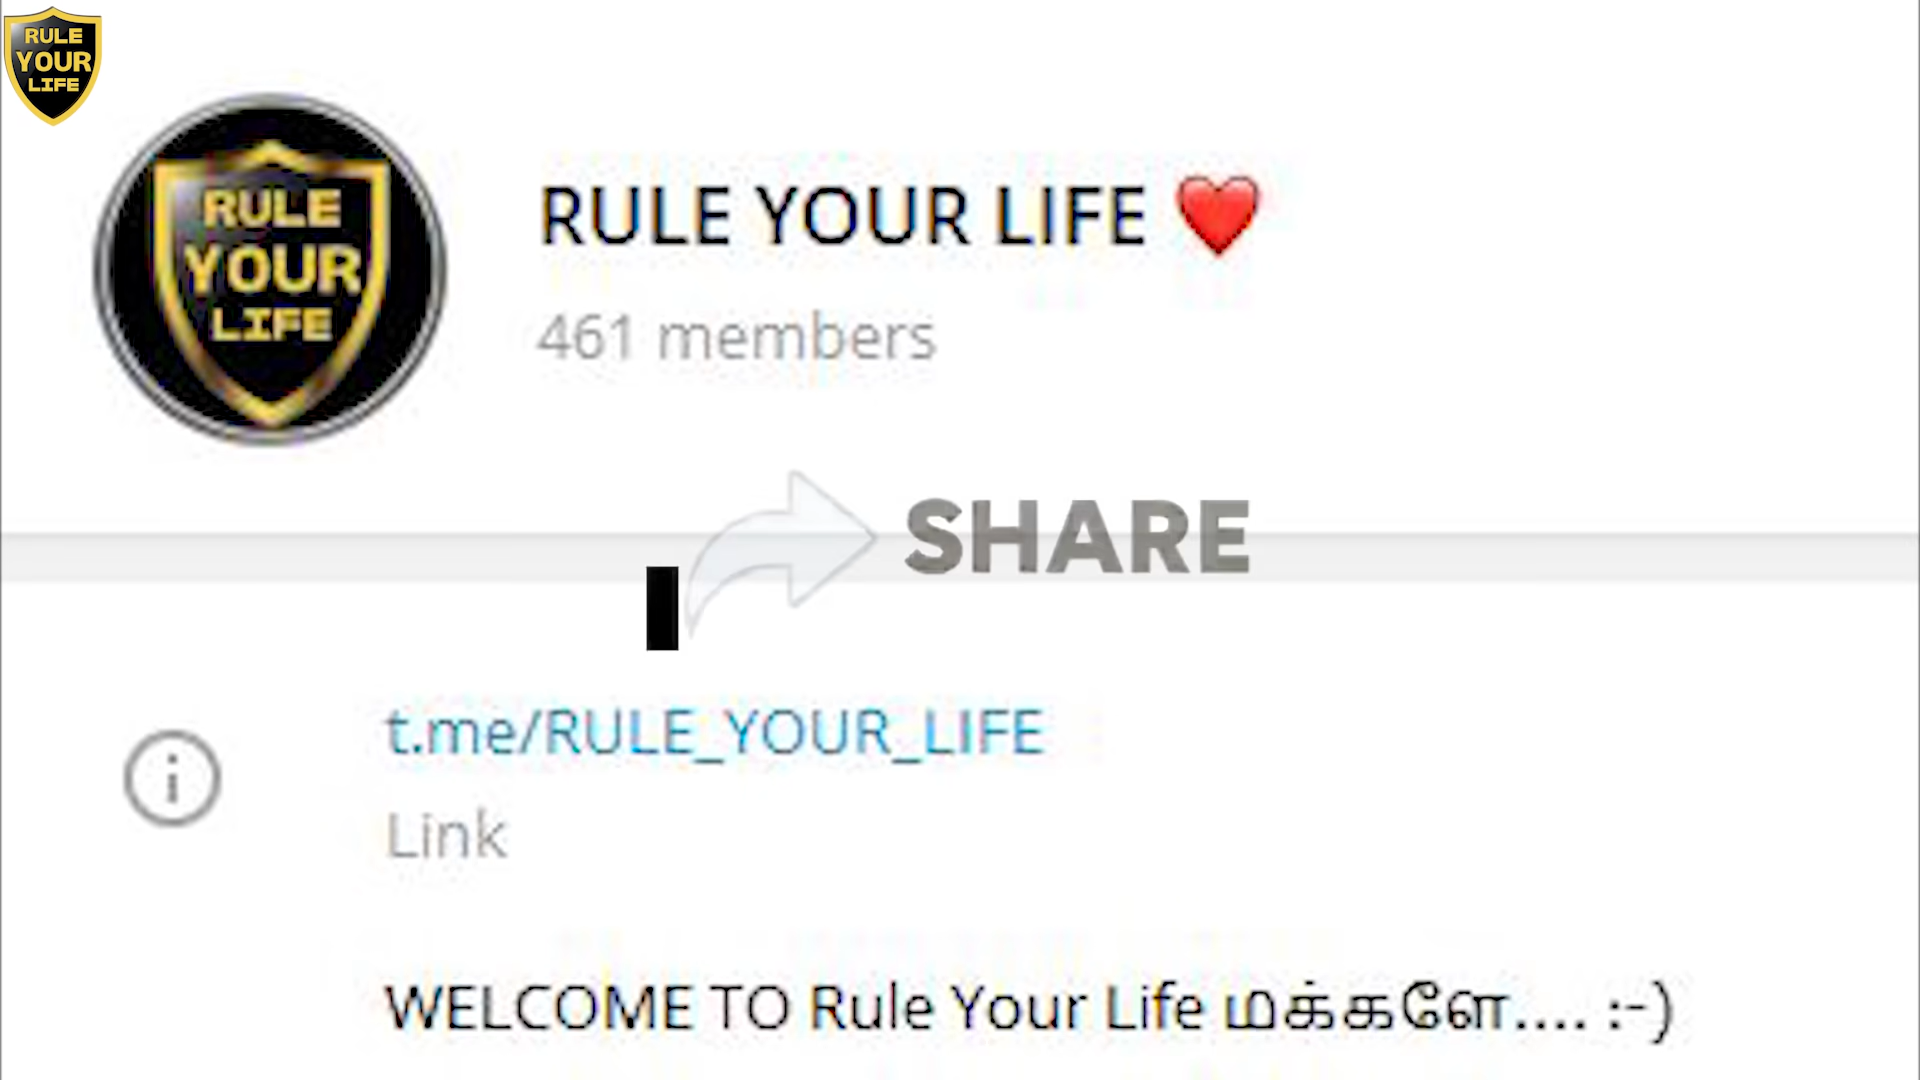 RULE
YOUR
LIFE
RULE
YOUR
LIFE
RULE YOUR LIFE ❤️
461 members
SHARE
t.me/RULE_YOUR_LIFE
Link
WELCOME TO Rule Your Life மக்களே.... :-)